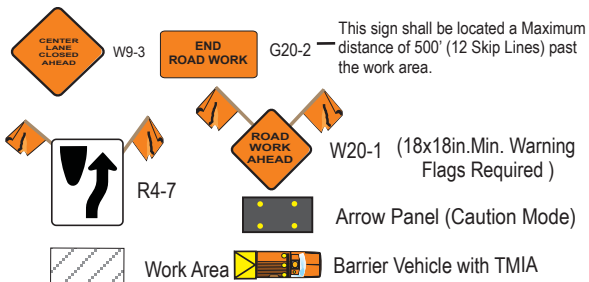 CENTER
LANE
CLOSED
AHEAD
W9-3
END
ROAD WORK
G20-2
This sign shall be located a Maximum
distance of 500' (12 Skip Lines) past
the work area.
R4-7
ROAD
WORK
AHEAD
W20-1 (18x18in.Min. Warning
Flags Required )
Arrow Panel (Caution Mode)
Work Area
Barrier Vehicle with TMIA